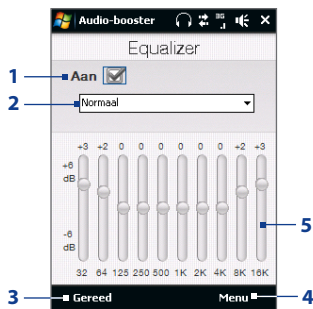 Audio-booster
3G
Equalizer
1 Aan
2 Normaal
+3 +2 0 0 0 0 0 0 +2 +3
+6
dB
5
-6
dB
32 64 125 250 500 1K 2K 4K 8K 16K
3 Gereed Menu 4